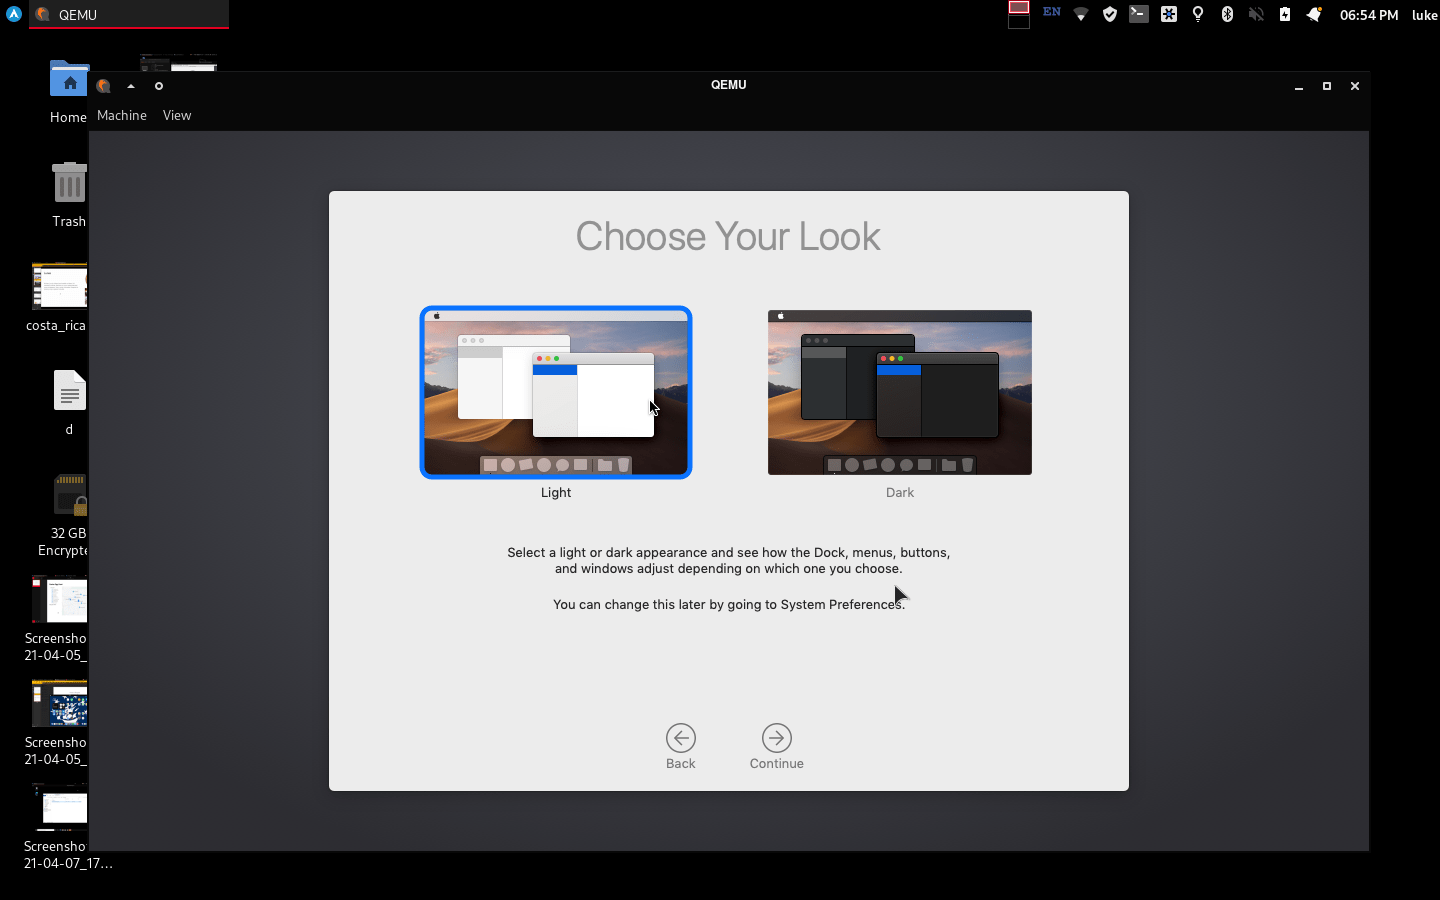 QEMU
EN
06:54 PM
luke
Home
Trash
costa_rica
d
32 GB
Encrypte
Screensho
21-04-05_
Screensho
21-04-05_
Screensho
21-04-07_17...
QEMU
Machine View
Choose Your Look
Light
Dark
Select a light or dark appearance and see how the Dock, menus, buttons,
and windows adjust depending on which one you choose.
You can change this later by going to System Preferences.
Back
Continue